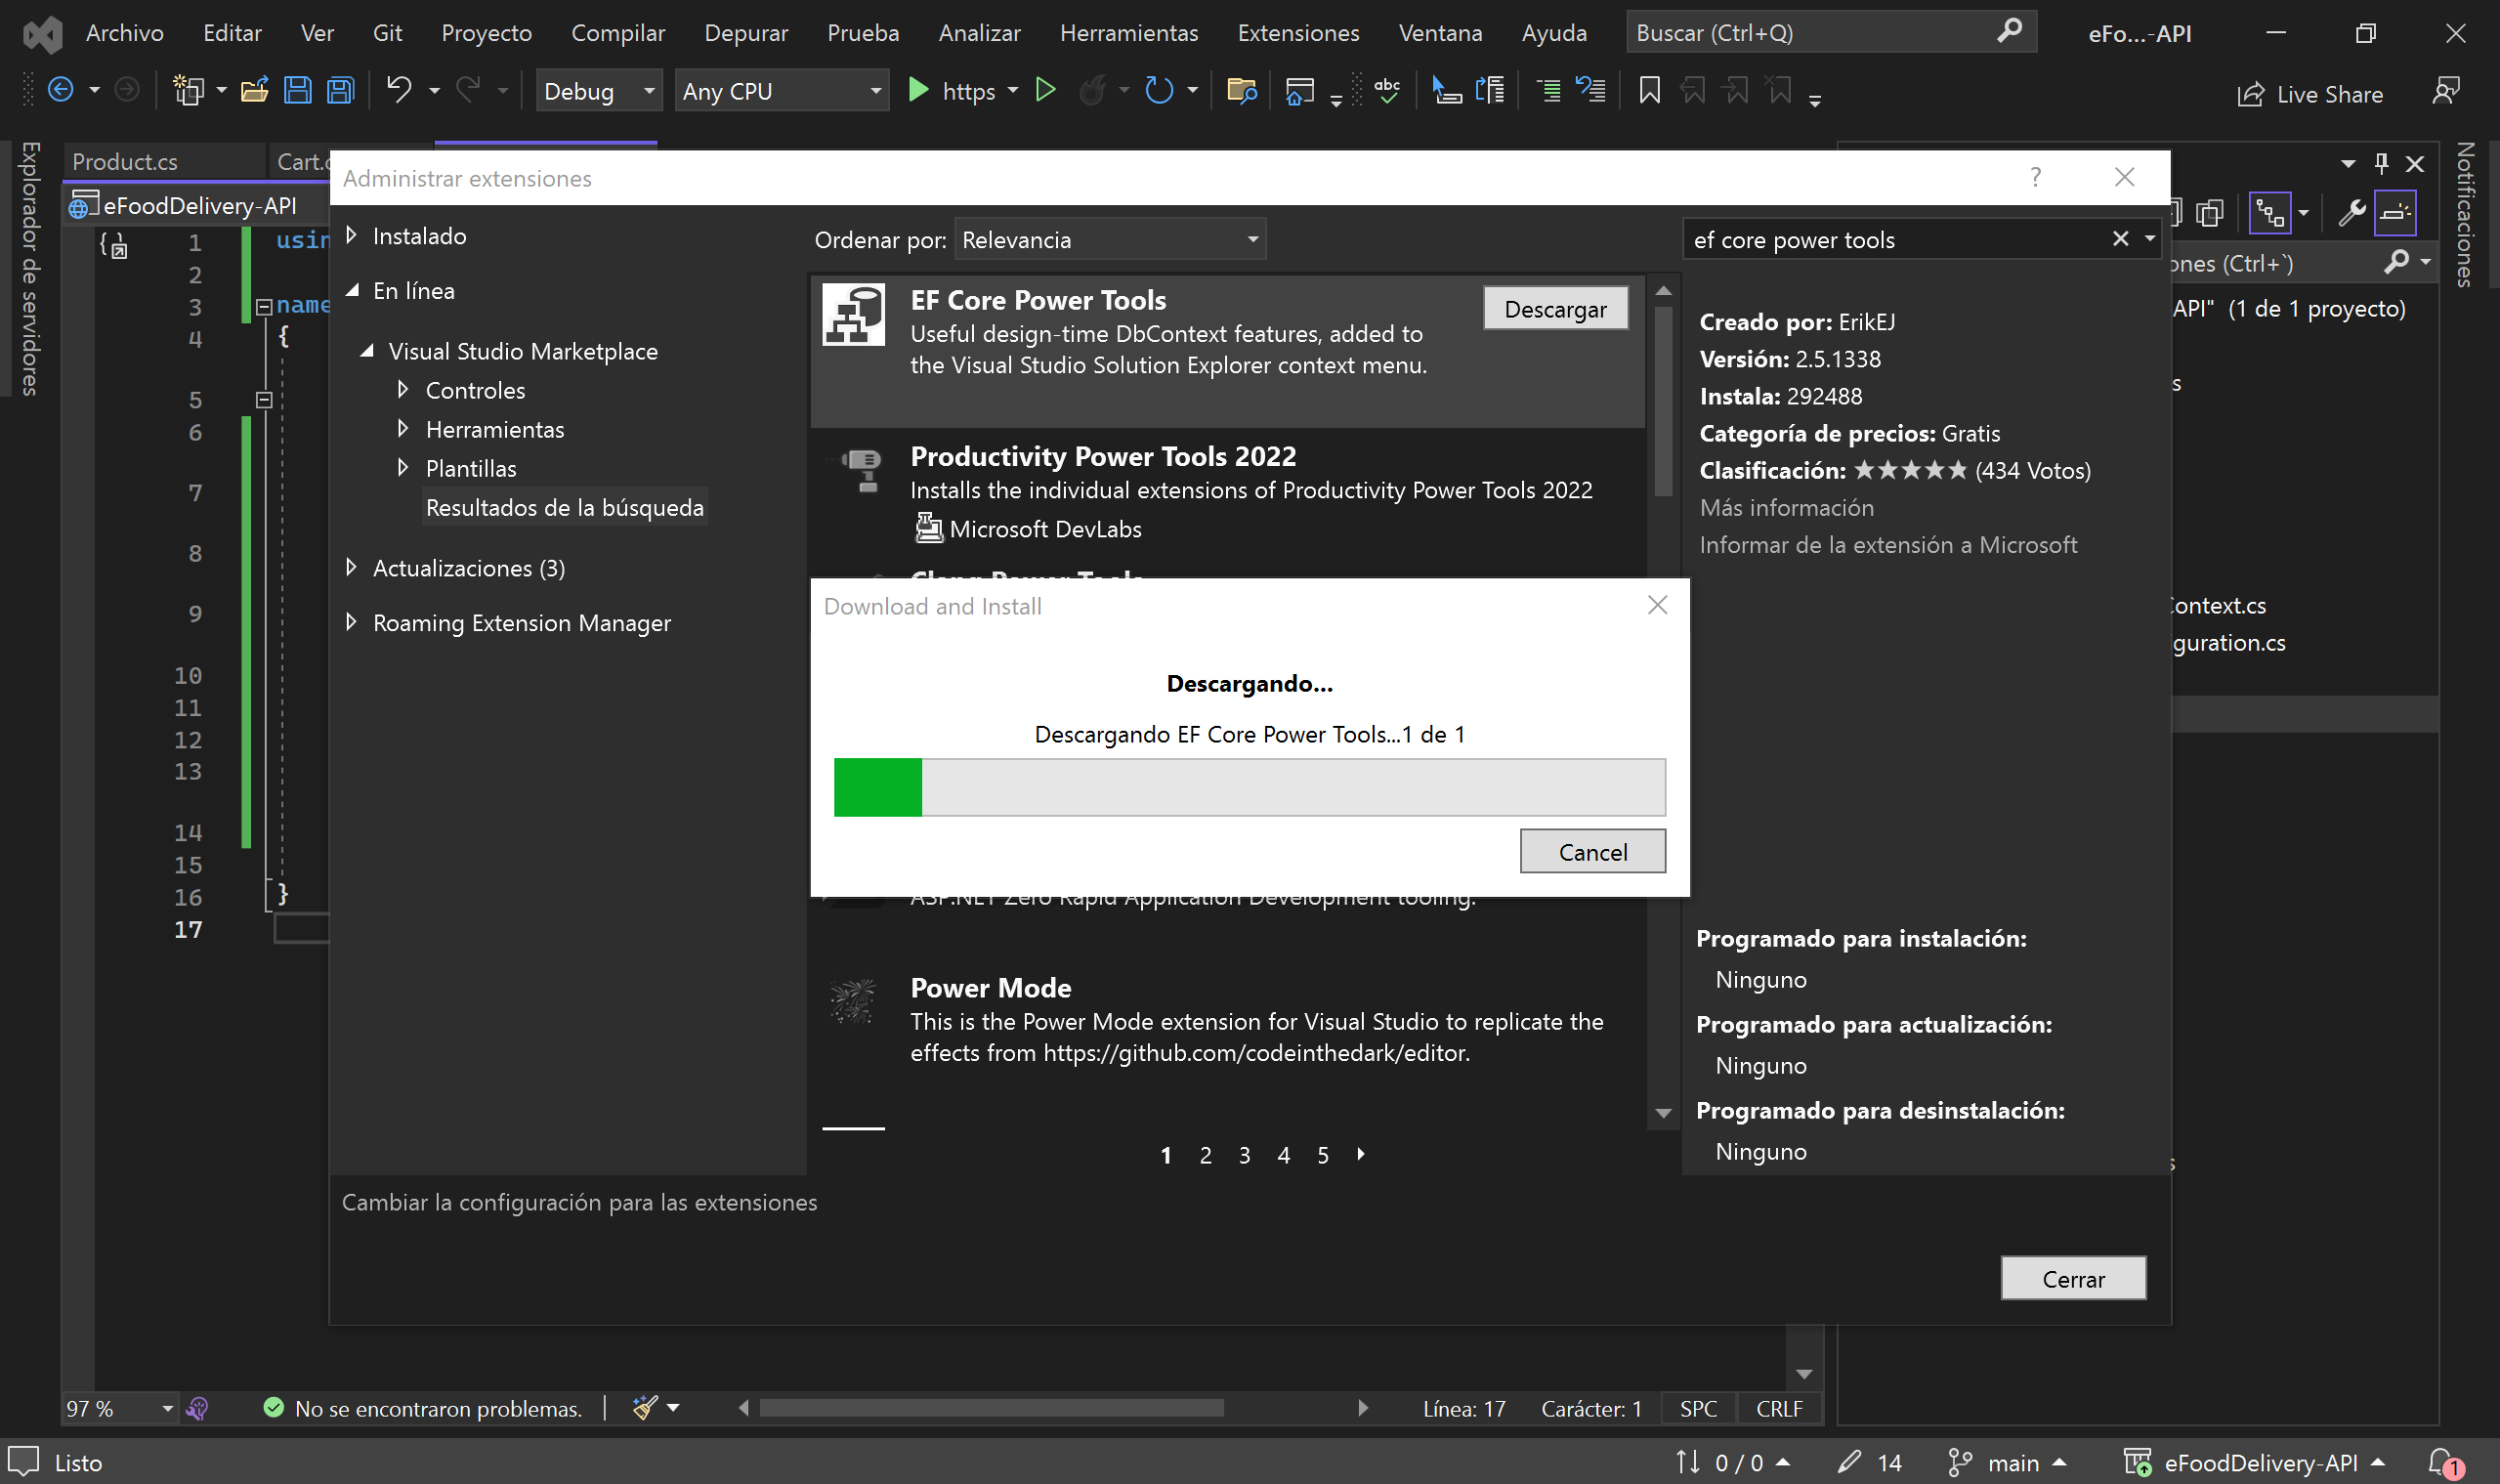 Archivo Editar Ver Git Proyecto Compilar Depurar Prueba Analizar Herramientas Extensiones Ventana Ayuda Buscar (Ctrl+Q) eFo...-API
Debug Any CPU https Live Share
Explorador de servidores
Notificaciones
Product.cs
eFoodDelivery-API
1
2
3
4
{
5
6
7
8
9
10
11
12
13
14
15
16 }
17
Administrar extensiones ?
Instalado
En línea
Visual Studio Marketplace
Controles
Herramientas
Plantillas
Resultados de la búsqueda
Actualizaciones (3)
Roaming Extension Manager
Ordenar por: Relevancia
EF Core Power Tools
Descargar
Useful design-time DbContext features, added to
the Visual Studio Solution Explorer context menu.
Productivity Power Tools 2022
Installs the individual extensions of Productivity Power Tools 2022
Microsoft DevLabs
Download and Install
Descargando...
Descargando EF Core Power Tools...1 de 1
Cancel
ASP.NET Zero Rapid Application Development tooling.
Power Mode
This is the Power Mode extension for Visual Studio to replicate the
effects from https://github.com/codeinthedark/editor.
1 2 3 4 5
ef core power tools
Creado por: ErikEJ
Versión: 2.5.1338
Instala: 292488
Categoría de precios: Gratis
Clasificación: ★★★★★ (434 Votos)
Más información
Informar de la extensión a Microsoft
Programado para instalación:
Ninguno
Programado para actualización:
Ninguno
Programado para desinstalación:
Ninguno
Cambiar la configuración para las extensiones
Cerrar
(Ctrl+`)
API" (1 de 1 proyecto)
97 % No se encontraron problemas. Línea: 17 Carácter: 1 SPC CRLF
Listo 0 / 0 14 main eFoodDelivery-API 1